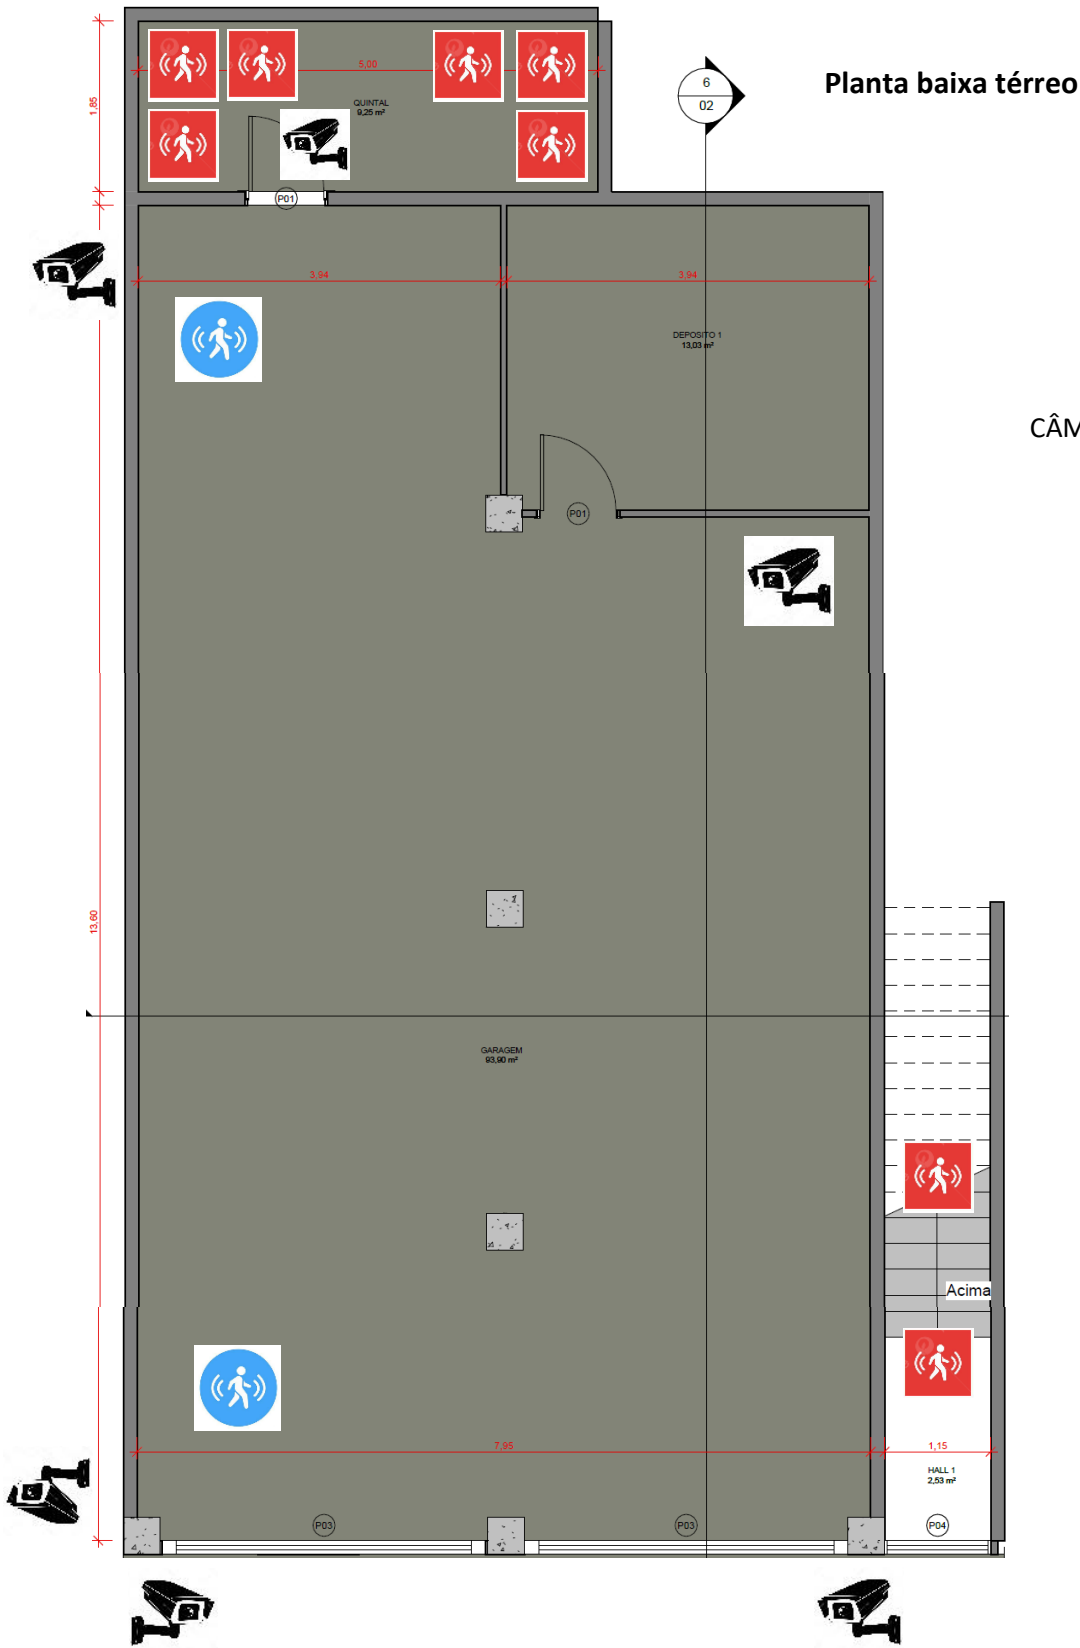 Planta baixa térreo
6
02
5,00
1,85
QUINTAL
9,25 m²
P01
3,94
3,94
DEPOSITO 1
13,03 m²
CÂM
P01
13,60
GARAGEM
93,90 m²
Acima
7,95
1,15
HALL 1
2,53 m²
P03
P03
P04